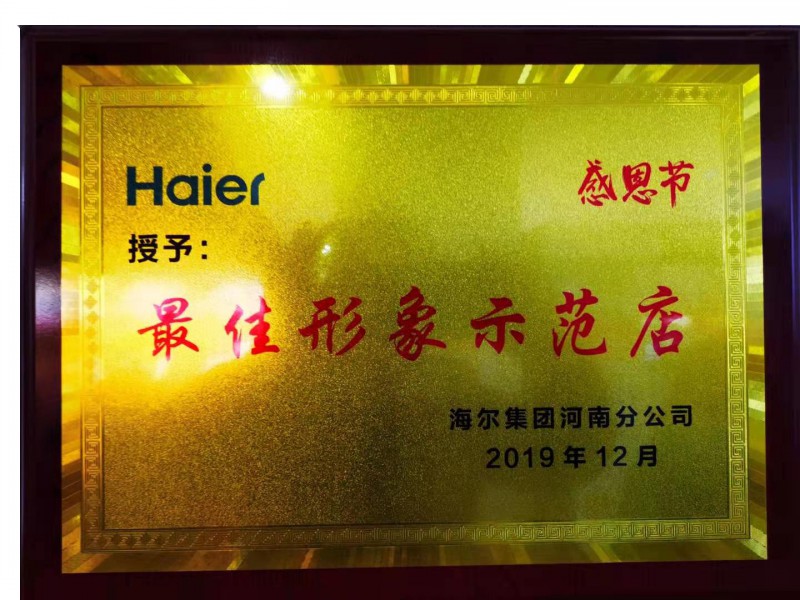 Haier 感恩节
授予：
最佳形象示范店
海尔集团河南分公司
2019年12月